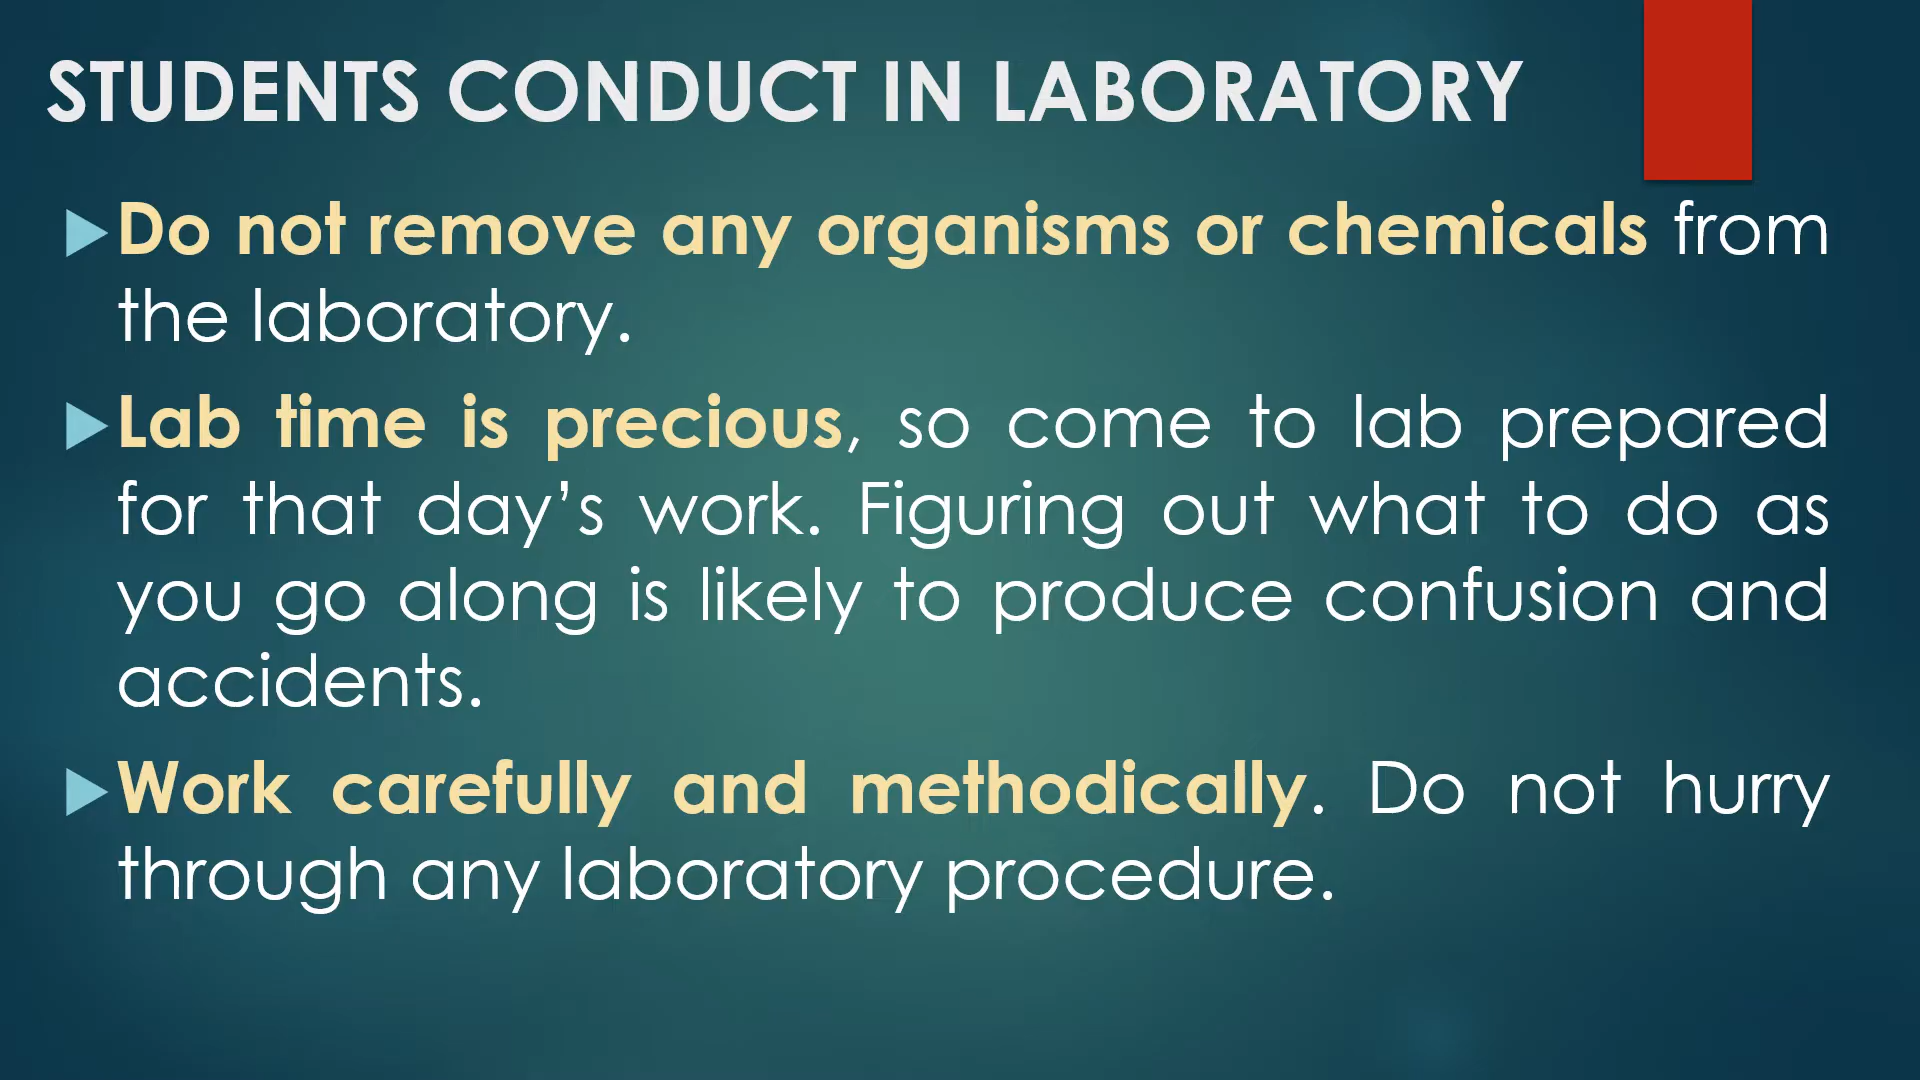 STUDENTS CONDUCT IN LABORATORY
Do not remove any organisms or chemicals from
the laboratory.
Lab time is precious, so come to lab prepared
for that day’s work. Figuring out what to do as
you go along is likely to produce confusion and
accidents.
Work carefully and methodically. Do not hurry
through any laboratory procedure.